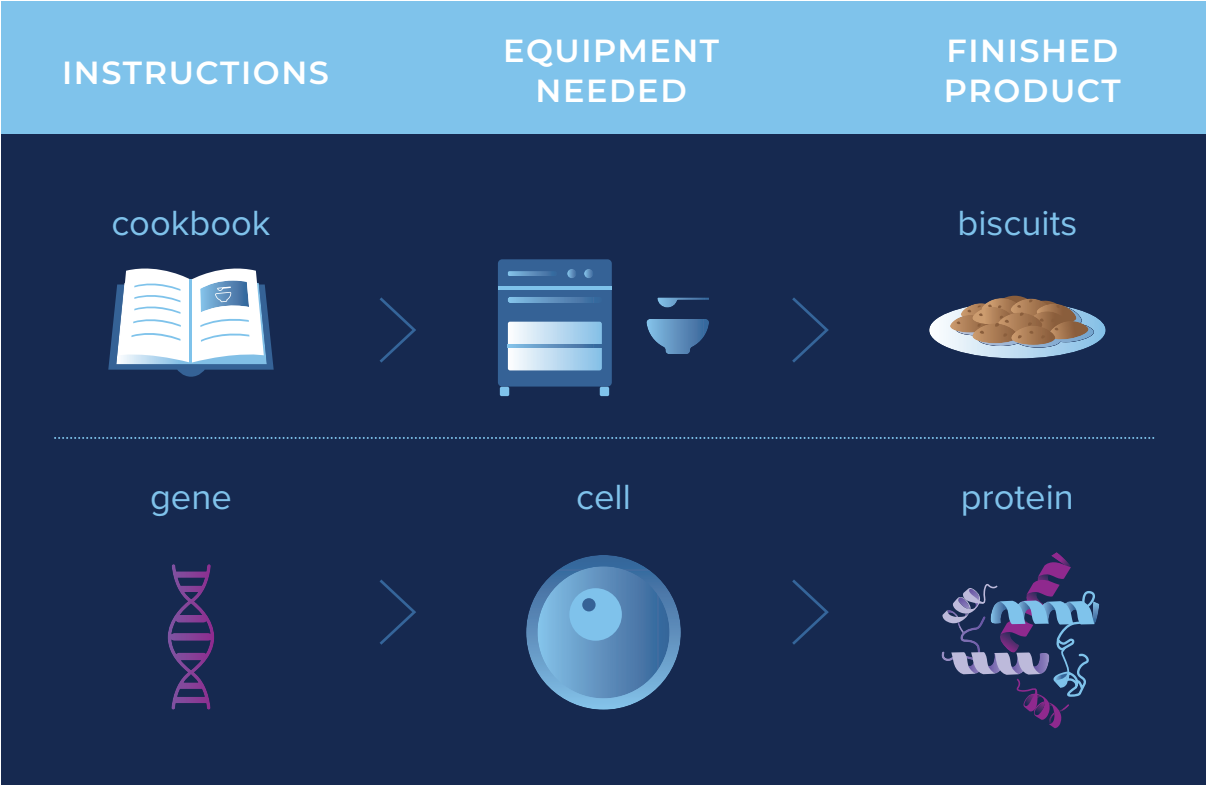 INSTRUCTIONS
EQUIPMENT
NEEDED
FINISHED
PRODUCT
cookbook
biscuits
gene
cell
protein